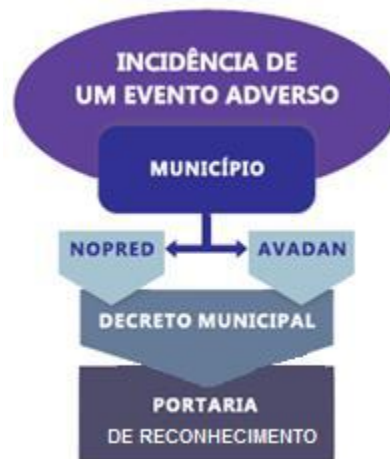 INCIDÊNCIA DE
UM EVENTO ADVERSO
MUNICÍPIO
NOPRED
AVADAN
DECRETO MUNICIPAL
PORTARIA
DE RECONHECIMENTO